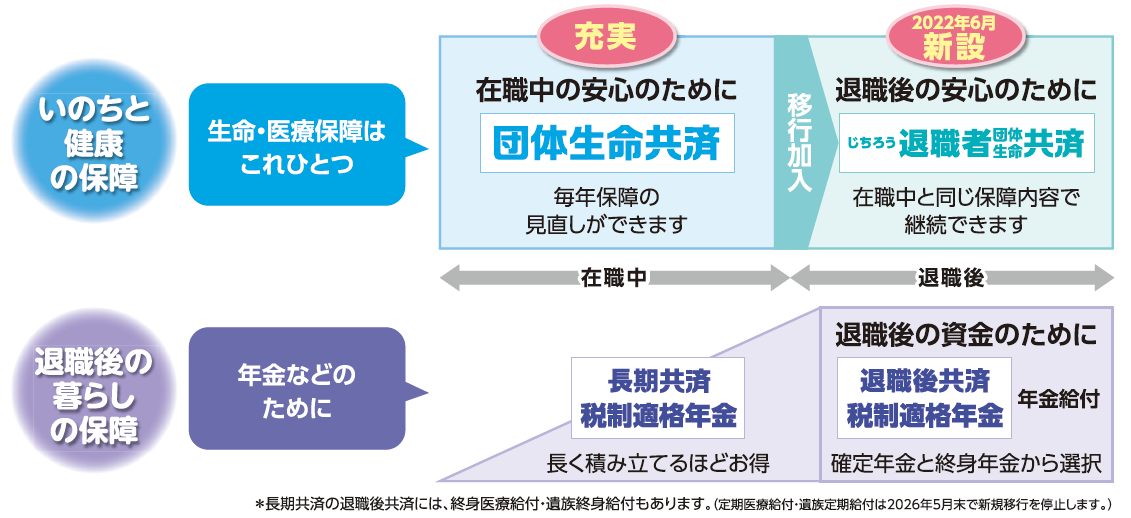 いのちと
健康
の保障
生命・医療保障は
これひとつ
充実
在職中の安心のために
団体生命共済
毎年保障の
見直しができます
移行加入
2022年6月
新設
退職後の安心のために
じちろう 退職者団体生命共済
在職中と同じ保障内容で
継続できます
在職中
退職後
退職後の
暮らし
の保障
年金などの
ために
長期共済
税制適格年金
長く積み立てるほどお得
退職後の資金のために
退職後共済
税制適格年金
年金給付
確定年金と終身年金から選択
*長期共済の退職後共済には、終身医療給付・遺族終身給付もあります。(定期医療給付・遺族定期給付は2026年5月末で新規移行を停止します。)